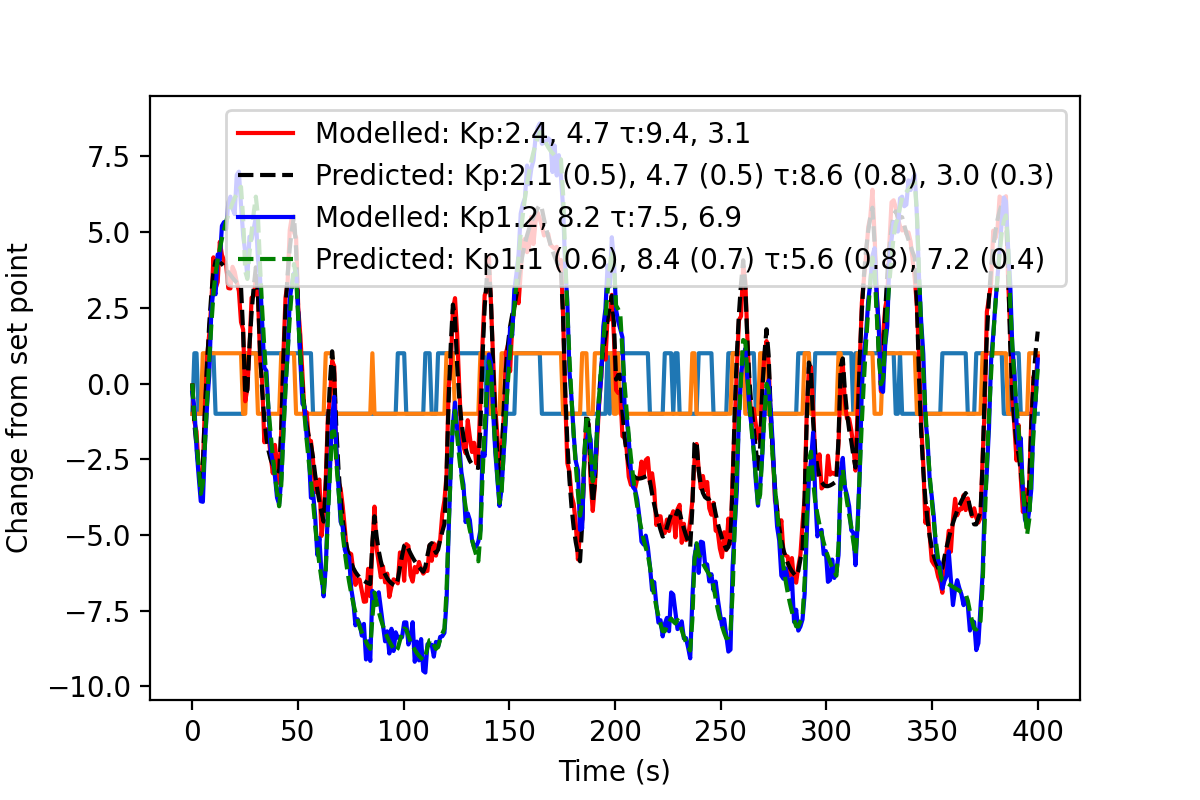 Modelled: Kp:2.4, 4.7 τ:9.4, 3.1
Predicted: Kp:2.1 (0.5), 4.7 (0.5) τ:8.6 (0.8), 3.0 (0.3)
Modelled: Kp1.2, 8.2 τ:7.5, 6.9
Predicted: Kp1.1 (0.6), 8.4 (0.7) τ:5.6 (0.8), 7.2 (0.4)
Change from set point
7.5
5.0
2.5
0.0
−2.5
−5.0
−7.5
−10.0
0 50 100 150 200 250 300 350 400
Time (s)